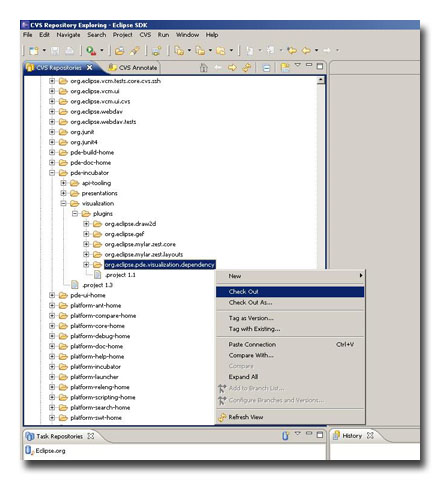 CVS Repository Exploring - Eclipse SDK
File Edit Navigate Search Project CVS Run Window Help
CVS Repositories CVS Annotate
org.eclipse.vcm.tests.core.cvs.ssh
org.eclipse.vcm.ui
org.eclipse.vcm.ui.cvs
org.eclipse.webdav
org.eclipse.webdav.tests
org.junit
org.junit4
pde-build-home
pde-doc-home
pde-incubator
api-tooling
presentations
visualization
plugins
org.eclipse.draw2d
org.eclipse.gef
org.eclipse.mylar.zest.core
org.eclipse.mylar.zest.layouts
org.eclipse.pde.visualization.dependency
.project 1.1
.project 1.3
pde-ui-home
platform-ant-home
platform-compare-home
platform-core-home
platform-debug-home
platform-doc-home
platform-help-home
platform-incubator
platform-launcher
platform-releng-home
platform-scripting-home
platform-search-home
platform-swt-home
New
Check Out
Check Out As...
Tag as Version...
Tag with Existing...
Paste Connection Ctrl+V
Compare With...
Compare
Expand All
Add to Branch List...
Configure Branches and Versions...
Refresh View
Task Repositories
History
Eclipse.org